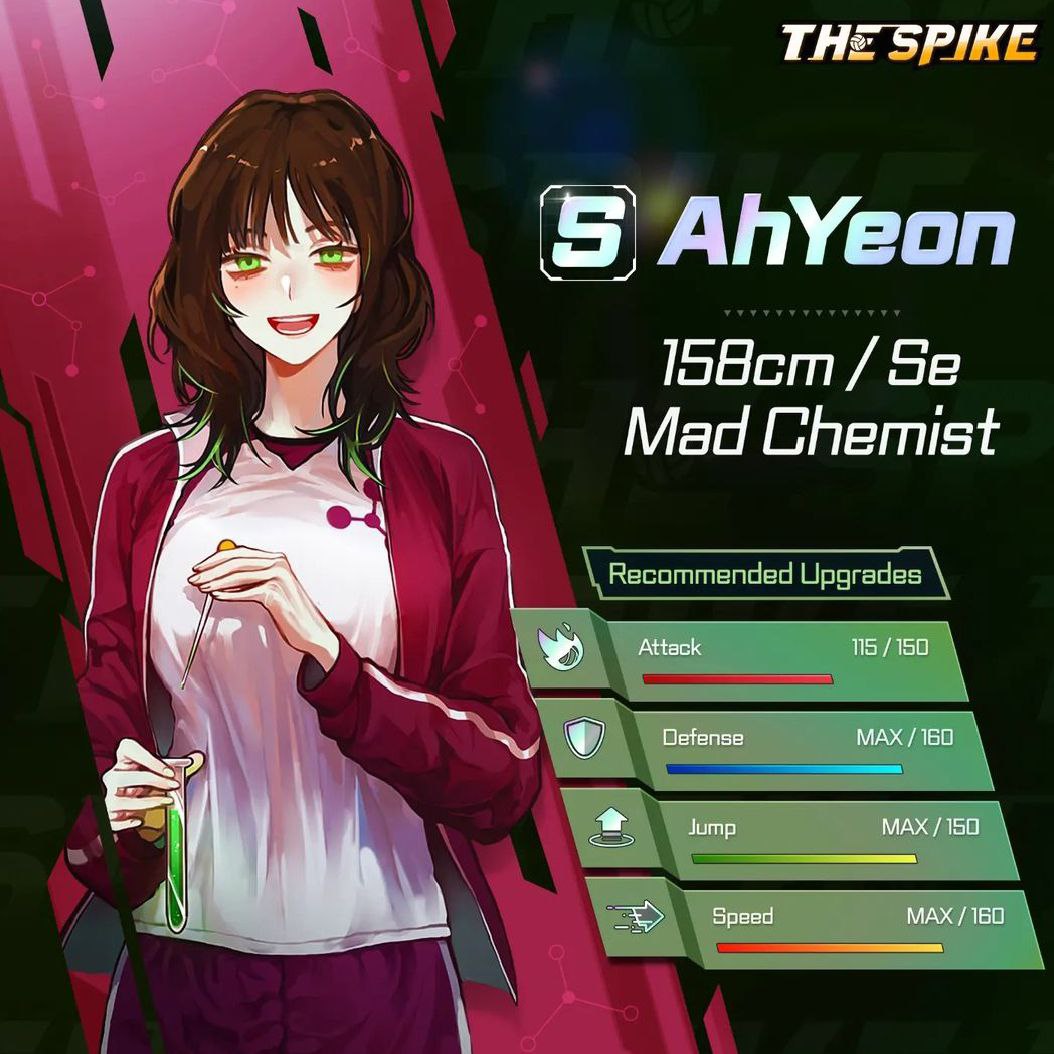 THE SPIKE
S AhYeon
158cm / Se
Mad Chemist
Recommended Upgrades
Attack 115 / 150
Defense MAX / 160
Jump MAX / 150
Speed MAX / 160